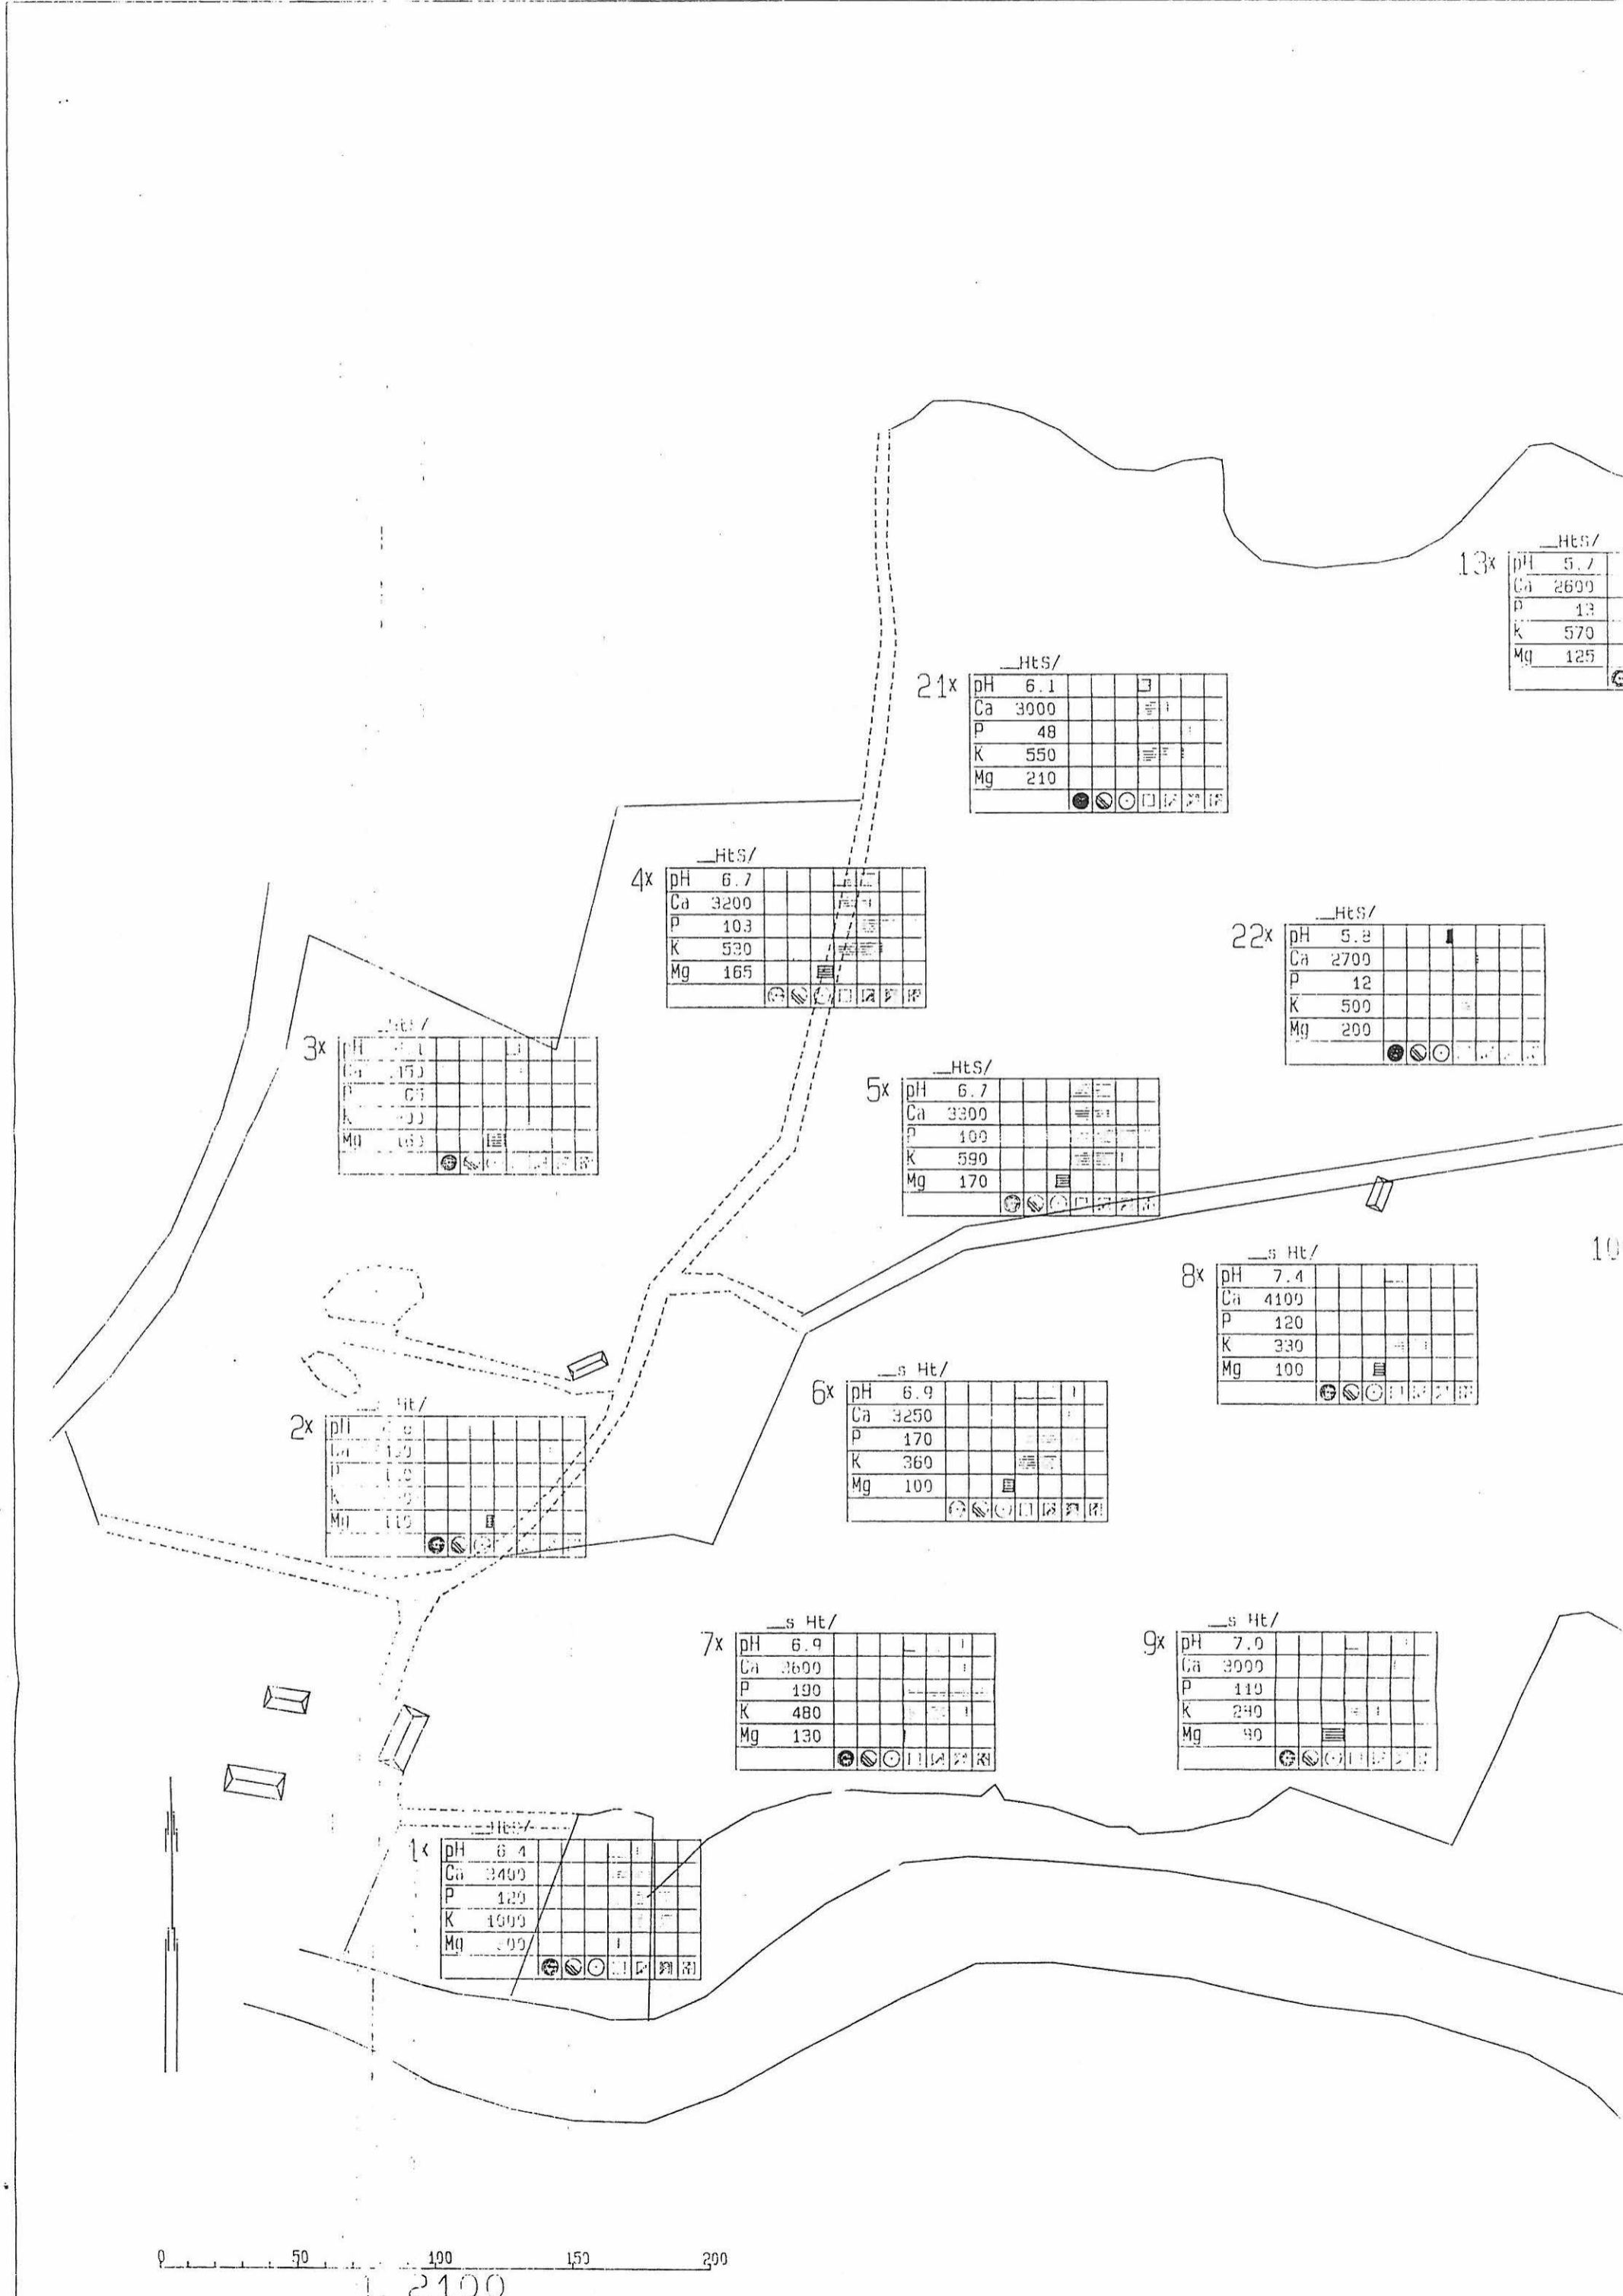 __HtS/
13x
pH 5.7
Ca 2600
P 13
K 570
Mg 125
__HtS/
21x
pH 6.1
Ca 3000
P 48
K 550
Mg 210
__HtS/
4x
pH 6.7
Ca 3200
P 103
K 530
Mg 165
__HtS/
22x
pH 5.8
Ca 2700
P 12
K 500
Mg 200
3x
pH
P
K
Mg
__HtS/
5x
pH 6.7
Ca 3300
P 100
K 590
Mg 170
10
__s Ht/
8x
pH 7.4
Ca 4100
P 120
K 330
Mg 100
__s Ht/
6x
pH 6.9
Ca 3250
P 170
K 360
Mg 100
2x
pH
P
K
Mg 110
__s Ht/
7x
pH 6.9
Ca 3600
P 190
K 480
Mg 130
__s Ht/
9x
pH 7.0
Ca 3000
P 110
K 290
Mg 90
1x
pH 6.4
Ca 3400
P 120
K 1000
Mg
0 50 100 150 200
2100